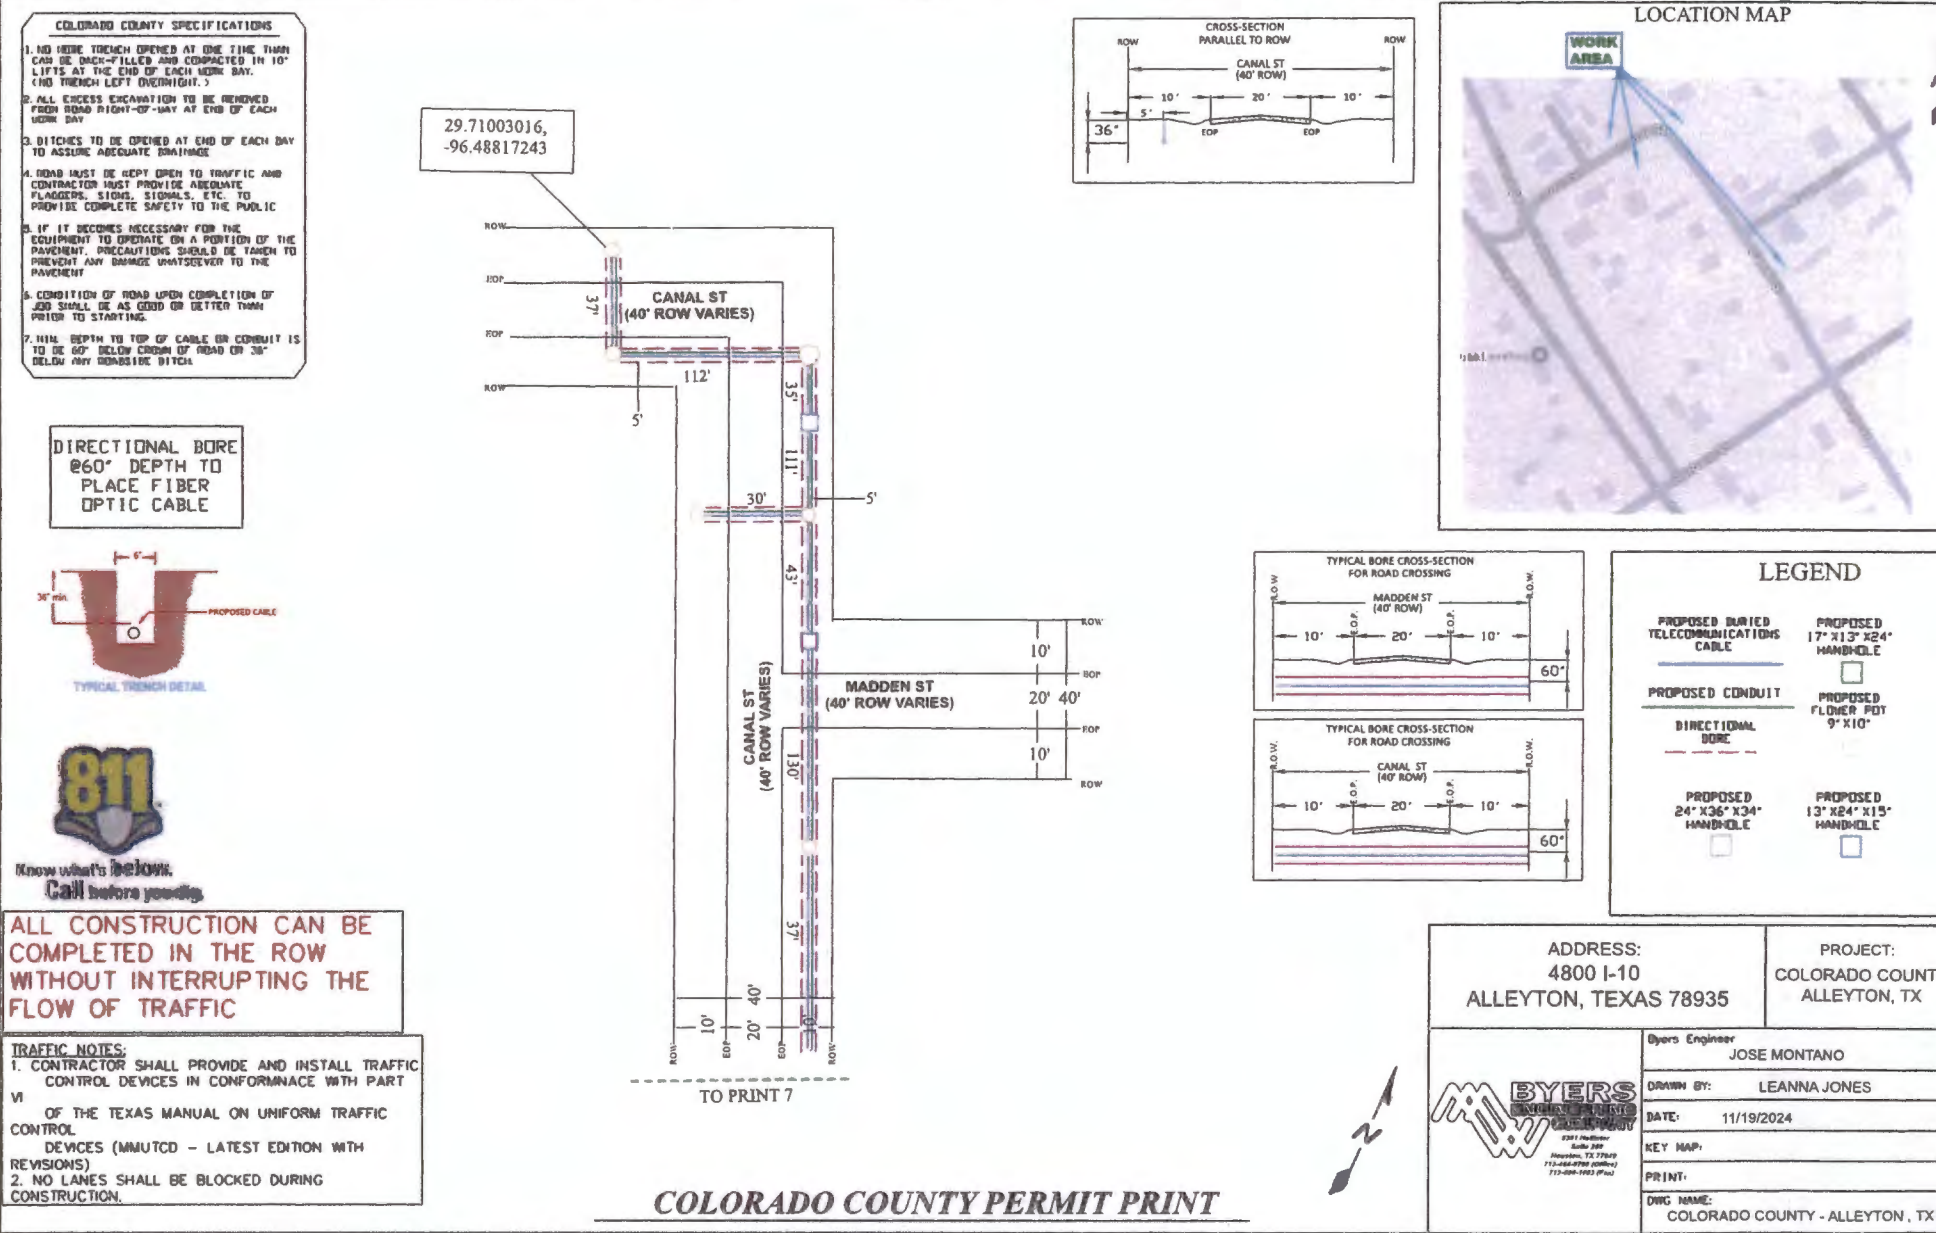 COLORADO COUNTY SPECIFICATIONS
1. NO MORE TRENCH OPENED AT ONE TIME THAN
CAN BE BACK-FILLED AND COMPACTED IN 10"
LIFTS AT THE END OF EACH WORK DAY.
(NO TRENCH LEFT OVERNIGHT.)
2. ALL EXCESS EXCAVATION TO BE REMOVED
FROM ROAD RIGHT-OF-WAY AT END OF EACH
WORK DAY
3. DITCHES TO BE OPENED AT END OF EACH DAY
TO ASSURE ADEQUATE DRAINAGE
4. ROAD MUST BE KEPT OPEN TO TRAFFIC AND
CONTRACTOR MUST PROVIDE ADEQUATE
FLAGGERS, SIGNS, SIGNALS, ETC. TO
PROVIDE COMPLETE SAFETY TO THE PUBLIC
5. IF IT BECOMES NECESSARY FOR THE
EQUIPMENT TO OPERATE ON A PORTION OF THE
PAVEMENT, PRECAUTIONS SHOULD BE TAKEN TO
PREVENT ANY DAMAGE WHATSOEVER TO THE
PAVEMENT
6. CONDITION OF ROAD UPON COMPLETION OF
JOB SHALL BE AS GOOD OR BETTER THAN
PRIOR TO STARTING.
7. MIN. DEPTH TO TOP OF CABLE OR CONDUIT IS
TO BE 60" BELOW CROWN OF ROAD OR 36"
BELOW ANY ROADSIDE DITCH.
DIRECTIONAL BORE
@60" DEPTH TO
PLACE FIBER
OPTIC CABLE
6"
36" min.
PROPOSED CABLE
TYPICAL TRENCH DETAIL
811
Know what's below.
Call before you dig.
ALL CONSTRUCTION CAN BE
COMPLETED IN THE ROW
WITHOUT INTERRUPTING THE
FLOW OF TRAFFIC
TRAFFIC NOTES:
1. CONTRACTOR SHALL PROVIDE AND INSTALL TRAFFIC
CONTROL DEVICES IN CONFORMNACE WITH PART
VI
OF THE TEXAS MANUAL ON UNIFORM TRAFFIC
CONTROL
DEVICES (MMUTCD - LATEST EDITION WITH
REVISIONS)
2. NO LANES SHALL BE BLOCKED DURING
CONSTRUCTION.
29.71003016,
-96.48817243
ROW
EOP
EOP
ROW
37'
CANAL ST
(40' ROW VARIES)
112'
5'
35'
111'
30'
5'
43'
CANAL ST
(40' ROW VARIES)
130'
37'
MADDEN ST
(40' ROW VARIES)
ROW
10'
EOP
20' 40'
EOP
10'
ROW
40'
10'
20'
10'
ROW
EOP
EOP
ROW
TO PRINT 7
COLORADO COUNTY PERMIT PRINT
CROSS-SECTION
PARALLEL TO ROW
ROW
ROW
CANAL ST
(40' ROW)
10' 20' 10'
5'
36"
EOP
EOP
LOCATION MAP
WORK
AREA
TYPICAL BORE CROSS-SECTION
FOR ROAD CROSSING
R.O.W.
R.O.W.
MADDEN ST
(40' ROW)
E.O.P.
E.O.P.
10' 20' 10'
60"
TYPICAL BORE CROSS-SECTION
FOR ROAD CROSSING
R.O.W.
R.O.W.
CANAL ST
(40' ROW)
E.O.P.
E.O.P.
10' 20' 10'
60"
LEGEND
PROPOSED BURIED
TELECOMMUNICATIONS
CABLE
PROPOSED
17"X13"X24"
HANDHOLE
PROPOSED CONDUIT
PROPOSED
FLOWER POT
9"X10"
DIRECTIONAL
BORE
PROPOSED
24"X36"X34"
HANDHOLE
PROPOSED
13"X24"X15"
HANDHOLE
ADDRESS:
4800 I-10
ALLEYTON, TEXAS 78935
PROJECT:
COLORADO COUNT
ALLEYTON, TX
BYERS
ENGINEERING
COMPANY
Houston, TX
Byers Engineer
JOSE MONTANO
DRAWN BY: LEANNA JONES
DATE: 11/19/2024
KEY MAP:
PRINT:
DWG NAME:
COLORADO COUNTY - ALLEYTON, TX
N